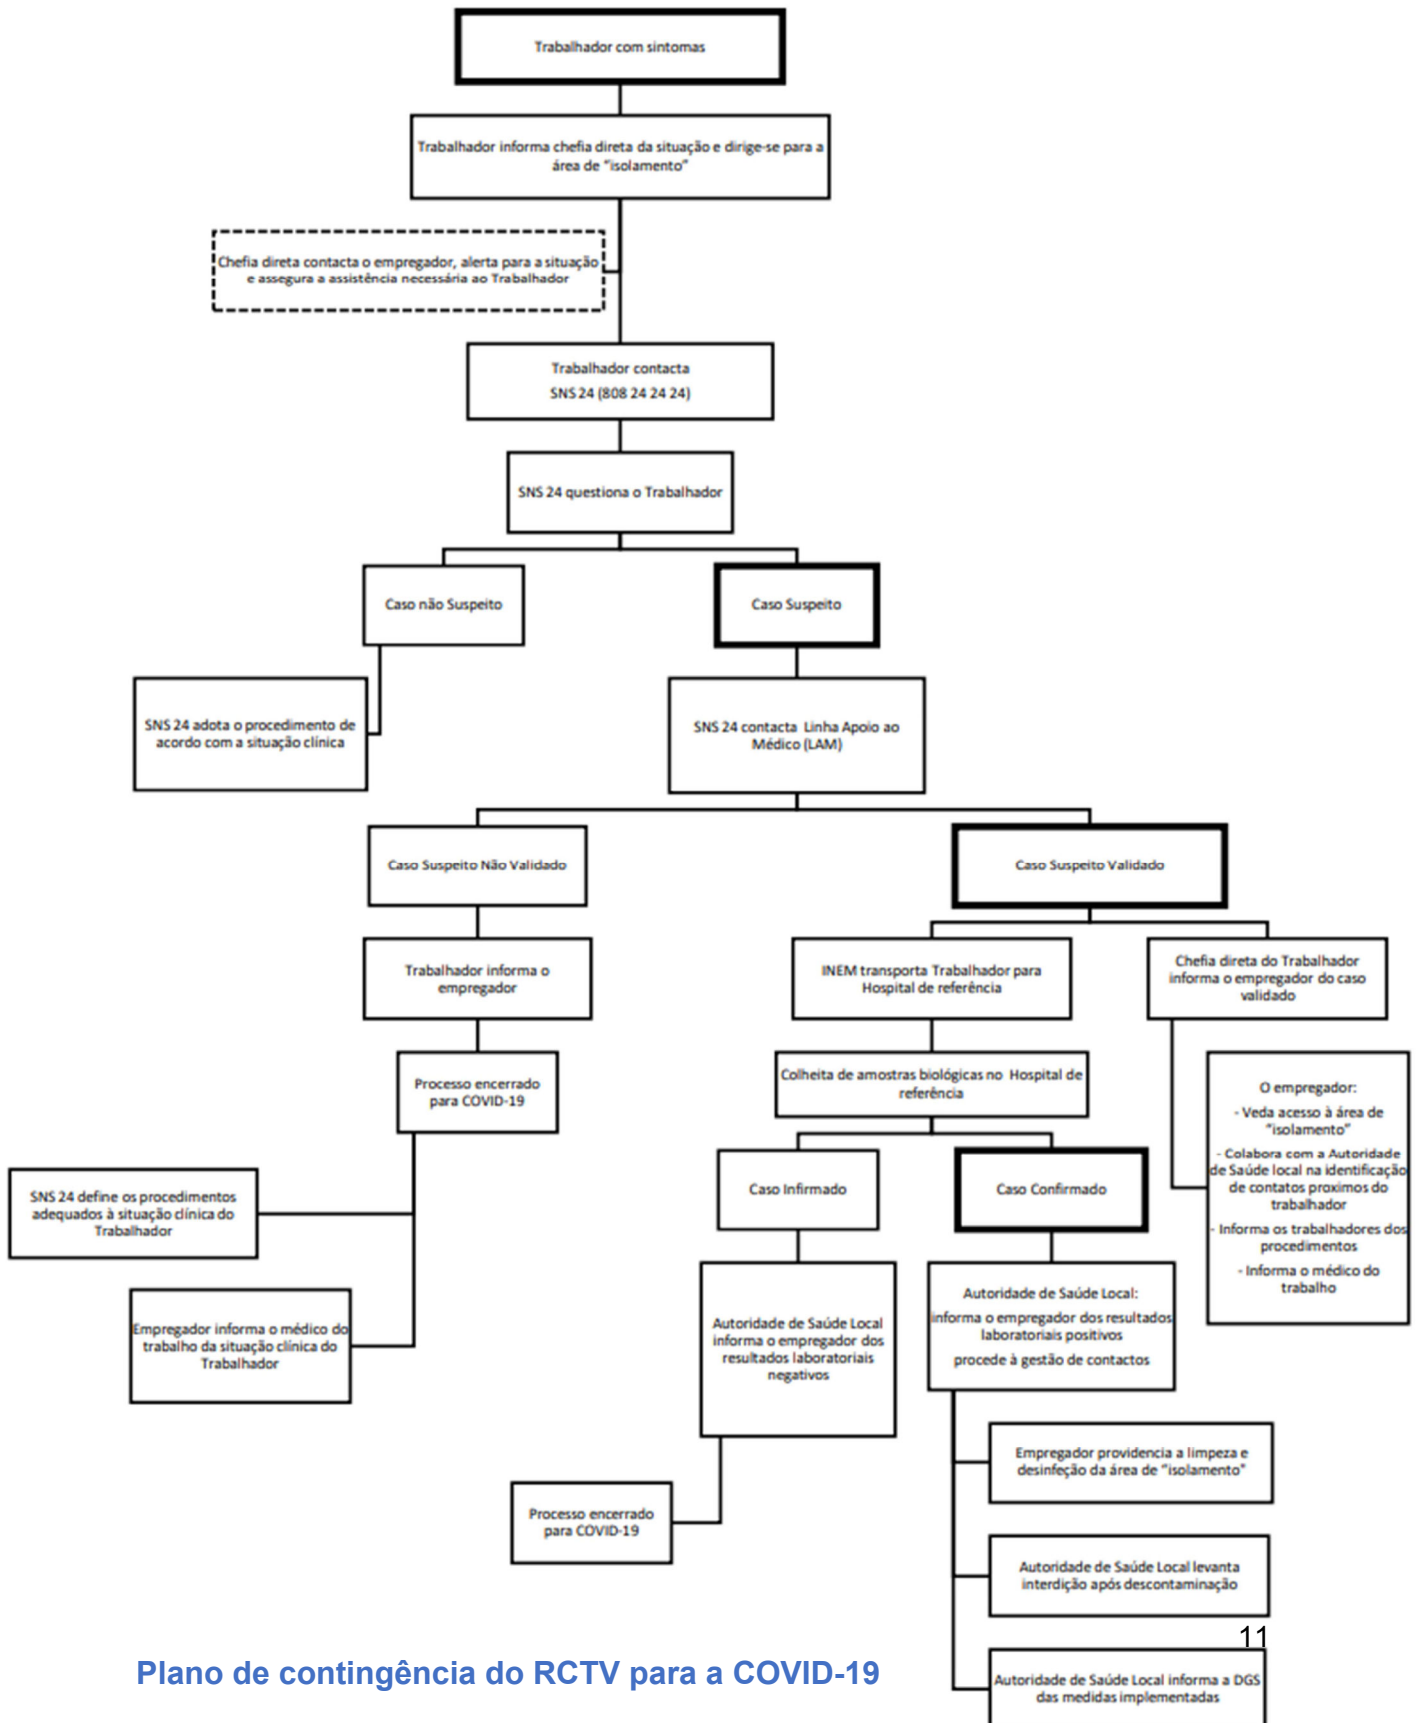 Trabalhador com sintomas
Trabalhador informa chefia direta da situação e dirige-se para a
área de “isolamento”
Chefia direta contacta o empregador, alerta para a situação
e assegura a assistência necessária ao Trabalhador
Trabalhador contacta
SNS 24 (808 24 24 24)
SNS 24 questiona o Trabalhador
Caso não Suspeito
Caso Suspeito
SNS 24 adota o procedimento de
acordo com a situação clínica
SNS 24 contacta Linha Apoio ao
Médico (LAM)
Caso Suspeito Não Validado
Caso Suspeito Validado
Trabalhador informa o
empregador
INEM transporta Trabalhador para
Hospital de referência
Chefia direta do Trabalhador
informa o empregador do caso
validado
Processo encerrado
para COVID-19
Colheita de amostras biológicas no Hospital de
referência
O empregador:
- Veda acesso à área de
“isolamento”
- Colabora com a Autoridade
de Saúde local na identificação
de contatos proximos do
trabalhador
- Informa os trabalhadores dos
procedimentos
- Informa o médico do
trabalho
SNS 24 define os procedimentos
adequados à situação clínica do
Trabalhador
Caso Infirmado
Caso Confirmado
Empregador informa o médico do
trabalho da situação clínica do
Trabalhador
Autoridade de Saúde Local
informa o empregador dos
resultados laboratoriais
negativos
Autoridade de Saúde Local:
informa o empregador dos resultados
laboratoriais positivos
procede à gestão de contactos
Processo encerrado
para COVID-19
Empregador providencia a limpeza e
desinfeção da área de “isolamento”
Autoridade de Saúde Local levanta
interdição após descontaminação
Autoridade de Saúde Local informa a DGS
das medidas implementadas
11
Plano de contingência do RCTV para a COVID-19